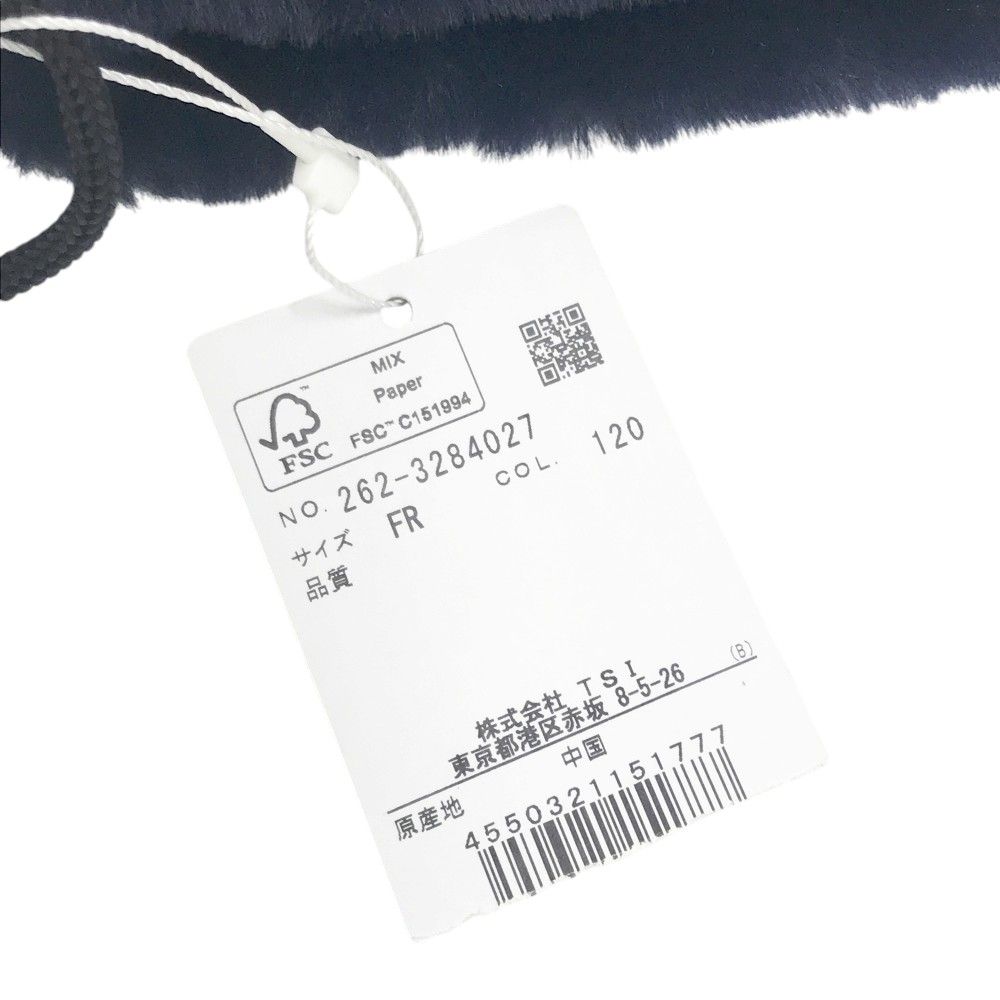 MIX
Paper
FSC™ C151994
FSC
™
NO. 262-3284027 COL. 120
サイズ FR
品質
(B)
株式会社 TSI
東京都港区赤坂 8-5-26
原産地 中国
4550321151777